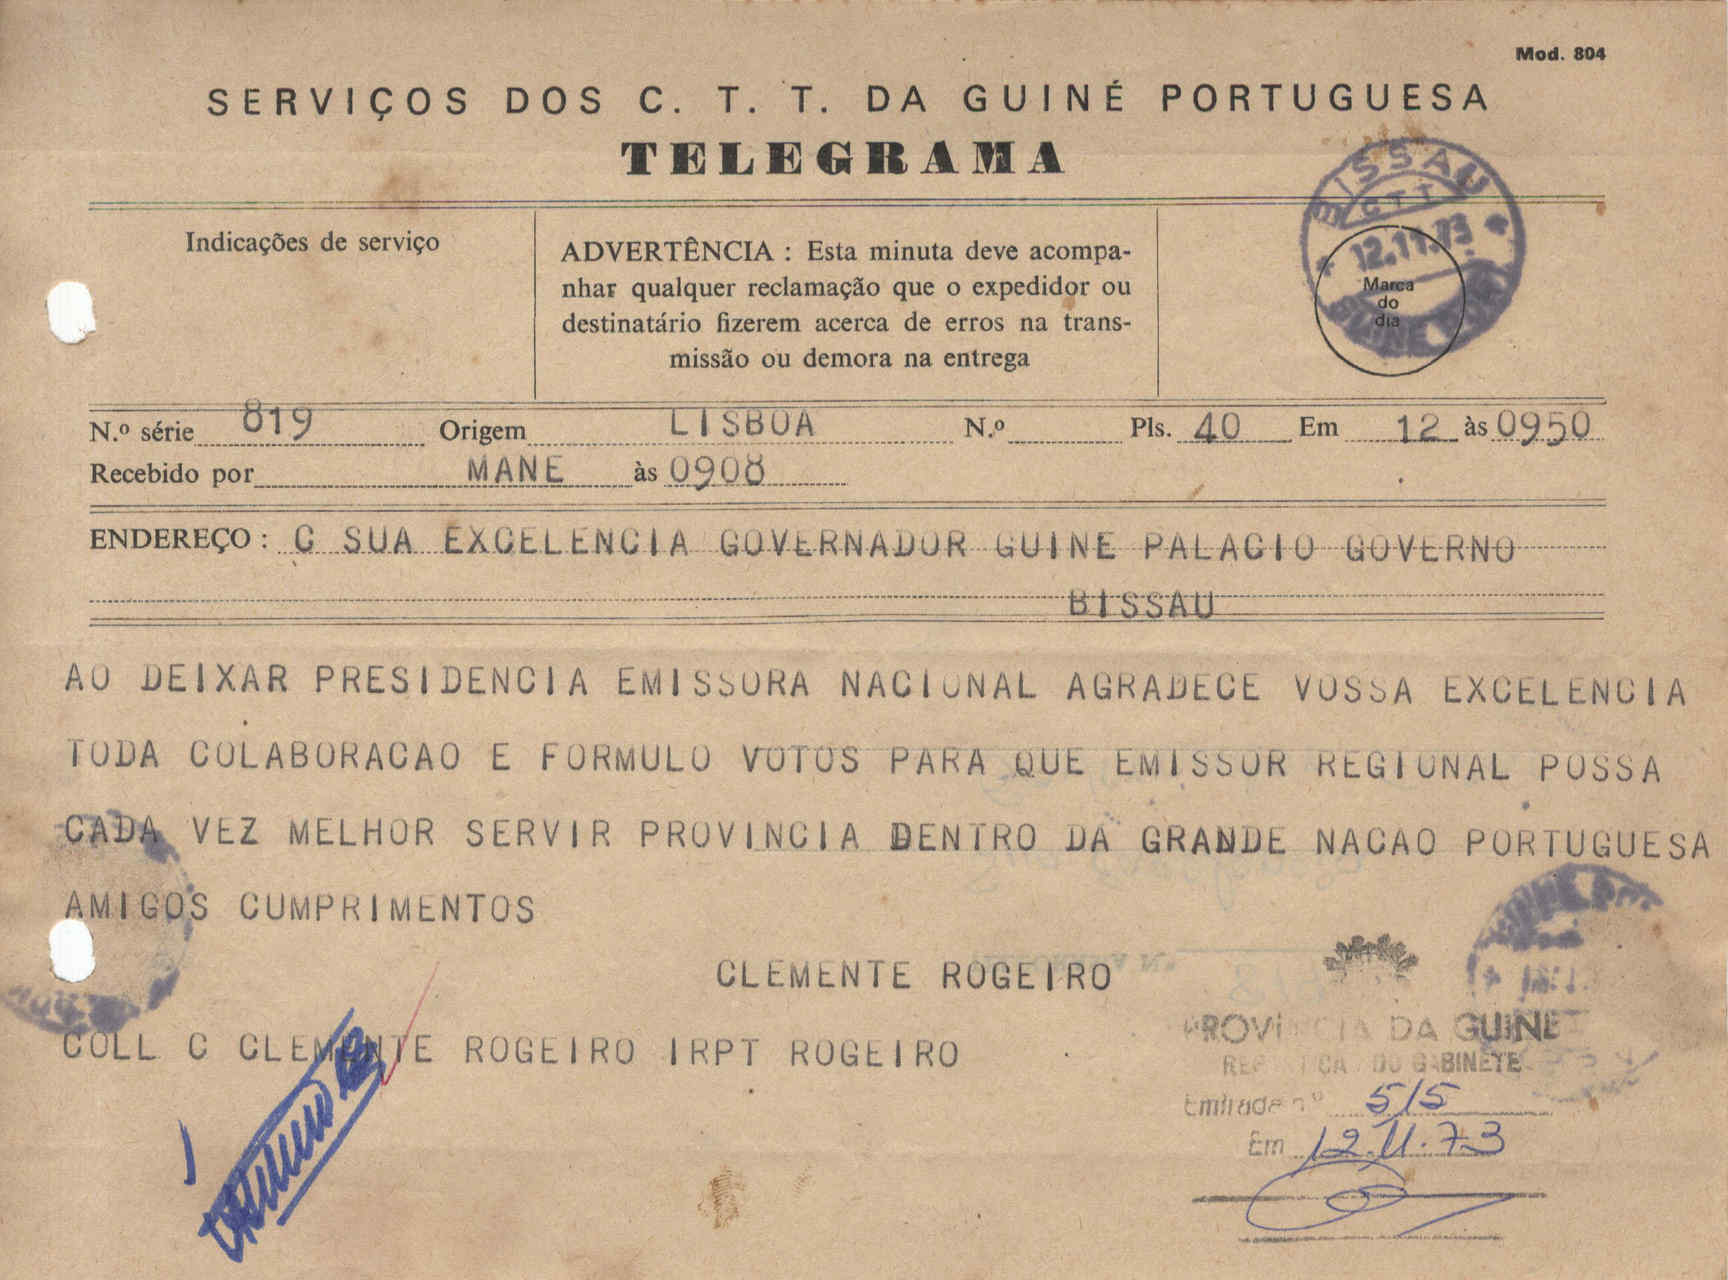 Mod. 804
SERVIÇOS DOS C. T. T. DA GUINÉ PORTUGUESA
TELEGRAMA
Indicações de serviço
ADVERTÊNCIA : Esta minuta deve acompa-
nhar qualquer reclamação que o expedidor ou
destinatário fizerem acerca de erros na trans-
missão ou demora na entrega
BISSAU
CTT
12.11.73
Marca
do
dia
N.º série 819 Origem LISBOA N.º Pls. 40 Em 12 às 0950
Recebido por MANE às 0908
ENDEREÇO : C SUA EXCELENCIA GOVERNADOR GUINE PALACIO GOVERNO
BISSAU
AO DEIXAR PRESIDENCIA EMISSORA NACIONAL AGRADECE VOSSA EXCELENCIA
TODA COLABORACAO E FORMULO VOTOS PARA QUE EMISSOR REGIONAL POSSA
CADA VEZ MELHOR SERVIR PROVINCIA DENTRO DA GRANDE NACAO PORTUGUESA
AMIGOS CUMPRIMENTOS
CLEMENTE ROGEIRO
COLL C CLEMENTE ROGEIRO IRPT ROGEIRO
PROVÍNCIA DA GUINÉ
REPARTIÇÃO DO GABINETE
Entrada nº 515
Em 12.11.73